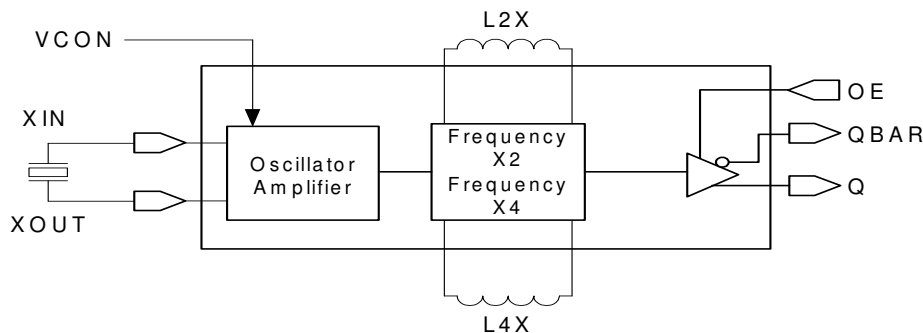 L2X
VCON
XIN
OE
QBAR
Oscillator
Amplifier
Frequency
X2
Frequency
X4
Q
XOUT
L4X